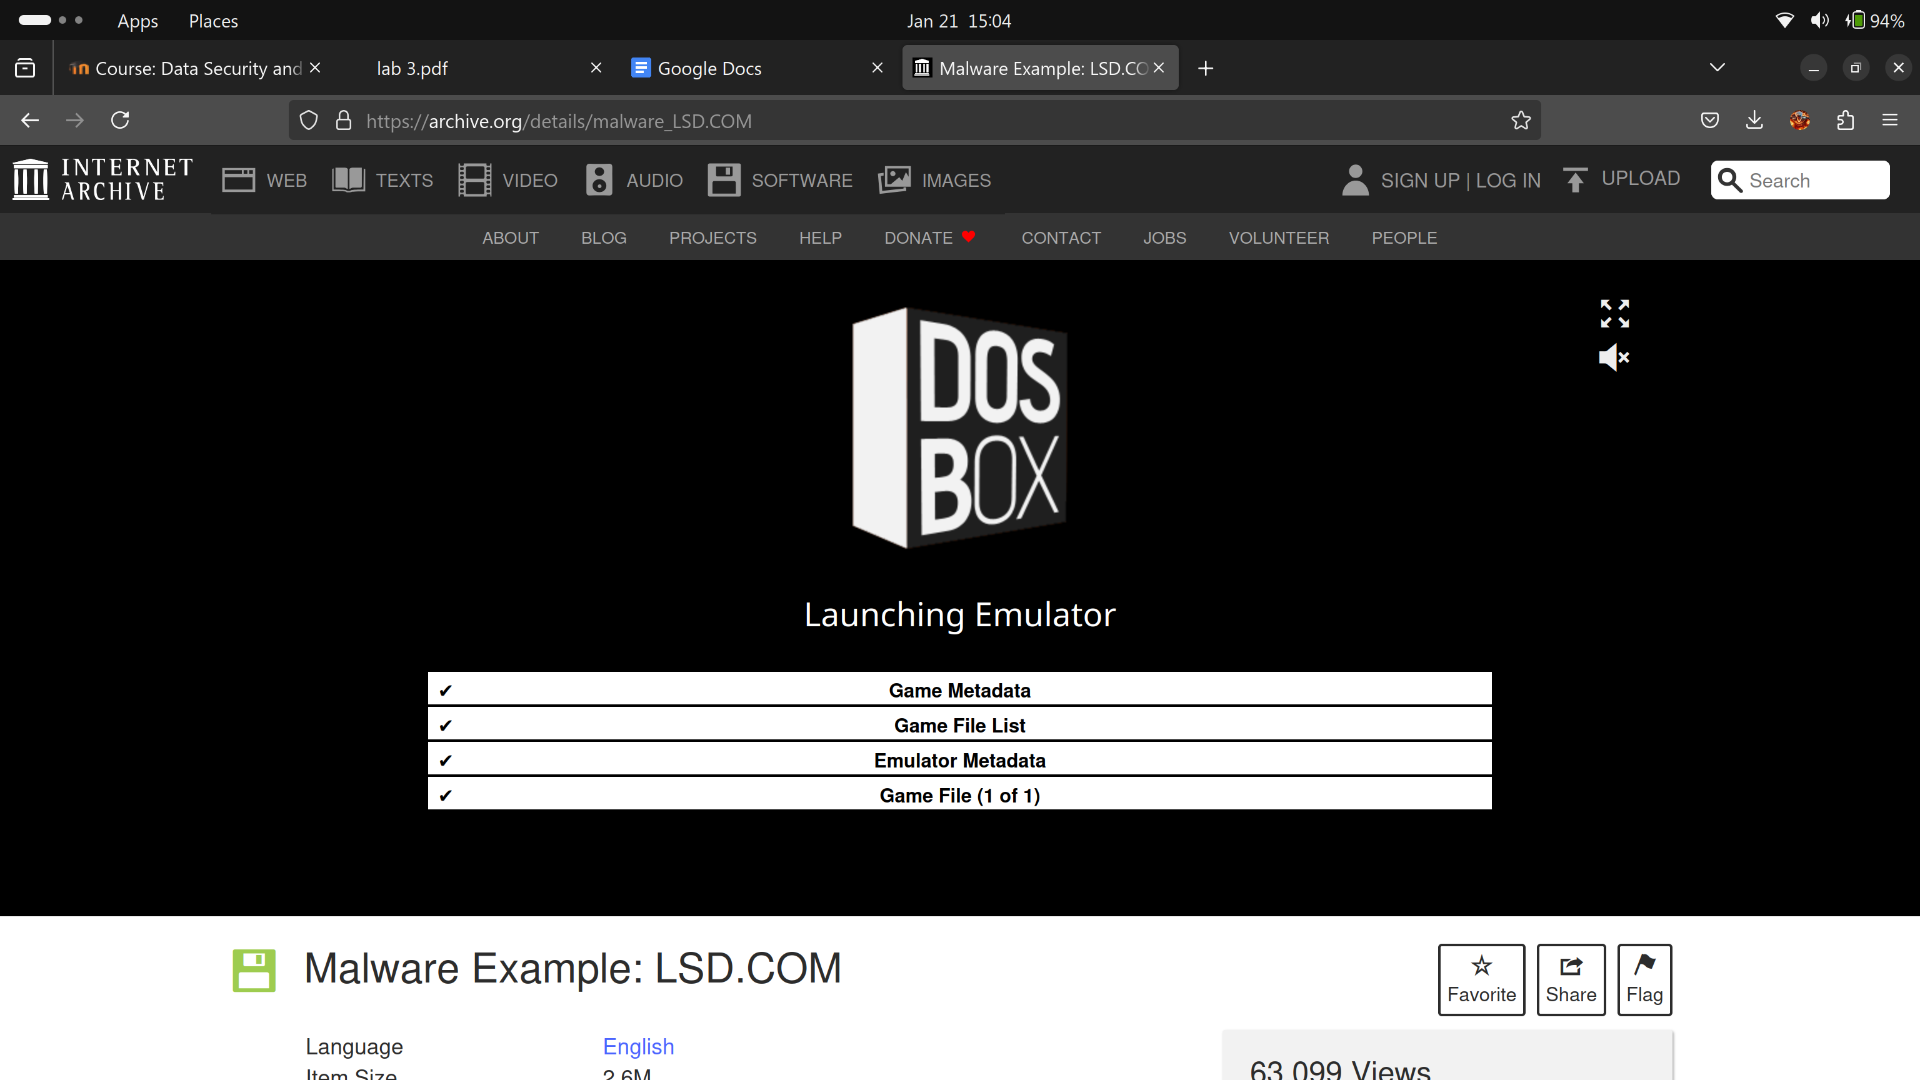 Apps Places Jan 21 15:04 94%
Course: Data Security and lab 3.pdf Google Docs Malware Example: LSD.CO
https://archive.org/details/malware_LSD.COM
INTERNET ARCHIVE WEB TEXTS VIDEO AUDIO SOFTWARE IMAGES SIGN UP | LOG IN UPLOAD Search
ABOUT BLOG PROJECTS HELP DONATE CONTACT JOBS VOLUNTEER PEOPLE
DOS
BOX
Launching Emulator
✔ Game Metadata
✔ Game File List
✔ Emulator Metadata
✔ Game File (1 of 1)
Malware Example: LSD.COM
Favorite Share Flag
Language English
Item Size 2.6M
63,099 Views